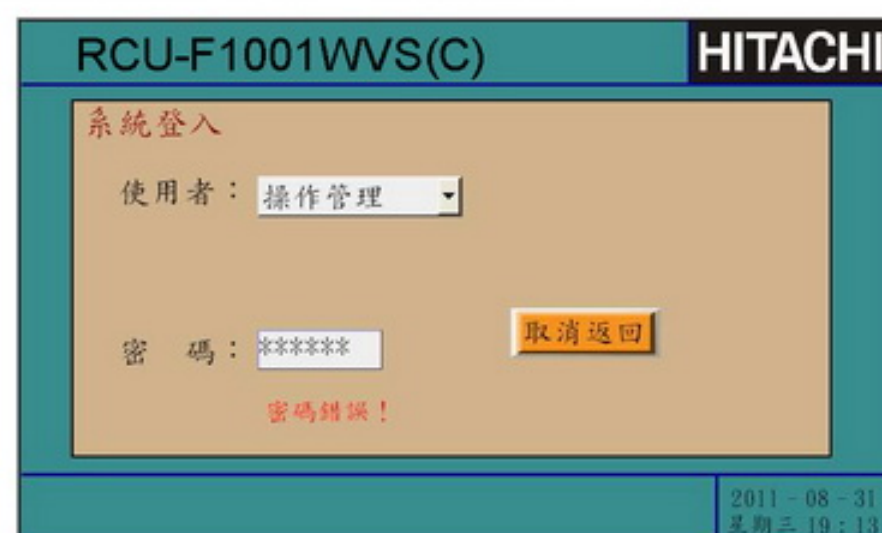 RCU-F1001WVS(C)
HITACHI
系統登入
使用者：
操作管理
密 碼：
******
取消返回
密碼錯誤！
2011-08-31
星期三 19:13